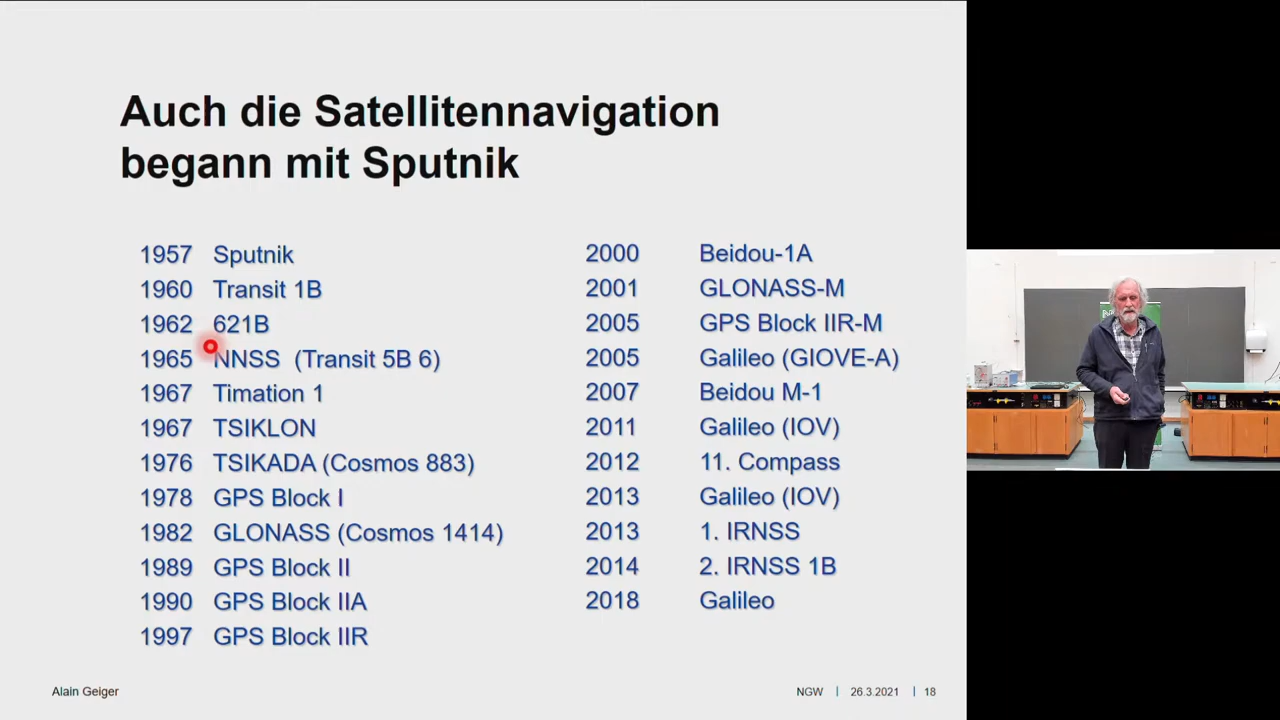 Auch die Satellitennavigation
begann mit Sputnik
1957 Sputnik
1960 Transit 1B
1962 621B
1965 NNSS (Transit 5B 6)
1967 Timation 1
1967 TSIKLON
1976 TSIKADA (Cosmos 883)
1978 GPS Block I
1982 GLONASS (Cosmos 1414)
1989 GPS Block II
1990 GPS Block IIA
1997 GPS Block IIR
2000 Beidou-1A
2001 GLONASS-M
2005 GPS Block IIR-M
2005 Galileo (GIOVE-A)
2007 Beidou M-1
2011 Galileo (IOV)
2012 11. Compass
2013 Galileo (IOV)
2013 1. IRNSS
2014 2. IRNSS 1B
2018 Galileo
Alain Geiger
NGW | 26.3.2021 | 18